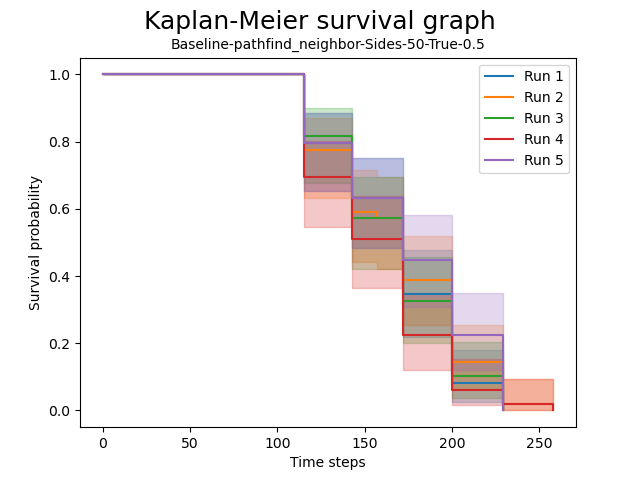 Kaplan-Meier survival graph
Baseline-pathfind_neighbor-Sides-50-True-0.5
Run 1
Run 2
Run 3
Run 4
Run 5
Survival probability
1.0
0.8
0.6
0.4
0.2
0.0
0 50 100 150 200 250
Time steps